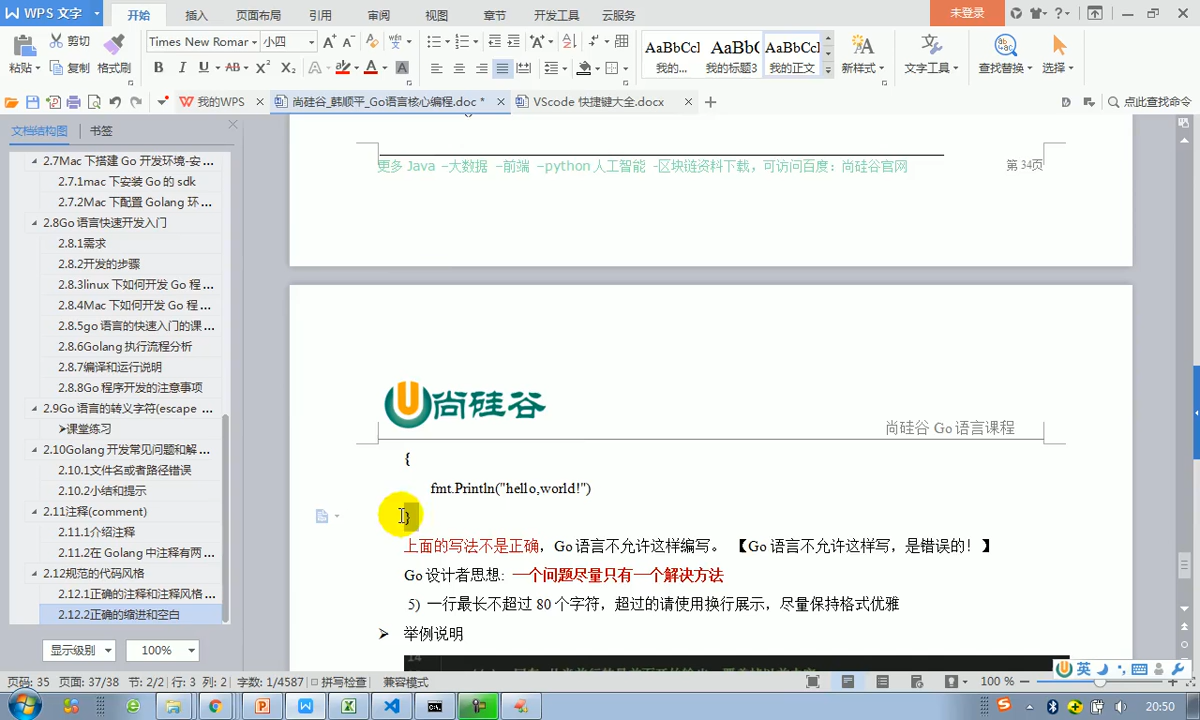 WPS 文字
开始
插入
页面布局
引用
审阅
视图
章节
开发工具
云服务
未登录
剪切
粘贴
复制
格式刷
Times New Romar
小四
B I U AB X² X₂ A A A
AaBbCcl AaBb( AaBbCcl
我的... 我的标题3 我的正文
新样式
文字工具
查找替换
选择
我的WPS
尚硅谷_韩顺平_Go语言核心编程.doc *
VScode 快捷键大全.docx
点此查找命令
文档结构图 书签
2.7Mac 下搭建 Go 开发环境-安...
2.7.1mac 下安装 Go 的 sdk
2.7.2Mac 下配置 Golang 环...
2.8Go 语言快速开发入门
2.8.1需求
2.8.2开发的步骤
2.8.3linux 下如何开发 Go 程...
2.8.4Mac 下如何开发 Go 程...
2.8.5go 语言的快速入门的课...
2.8.6Golang 执行流程分析
2.8.7编译和运行说明
2.8.8Go 程序开发的注意事项
2.9Go 语言的转义字符(escape ...
➢课堂练习
2.10Golang 开发常见问题和解...
2.10.1文件名或者路径错误
2.10.2小结和提示
2.11注释(comment)
2.11.1介绍注释
2.11.2在 Golang 中注释有两...
2.12规范的代码风格
2.12.1正确的注释和注释风格...
2.12.2正确的缩进和空白
显示级别
100%
更多 Java –大数据 –前端 –python 人工智能 -区块链资料下载，可访问百度：尚硅谷官网
第 34页
尚硅谷
尚硅谷 Go 语言课程
{
fmt.Println("hello,world!")
}
上面的写法不是正确，Go 语言不允许这样编写。 【Go 语言不允许这样写，是错误的！】
Go 设计者思想: 一个问题尽量只有一个解决方法
5) 一行最长不超过 80 个字符，超过的请使用换行展示，尽量保持格式优雅
➢ 举例说明
14
页码: 35 页面: 37/38 节: 2/2 行: 3 列: 2 字数: 1/4587 拼写检查 兼容模式
100 %
英
20:50